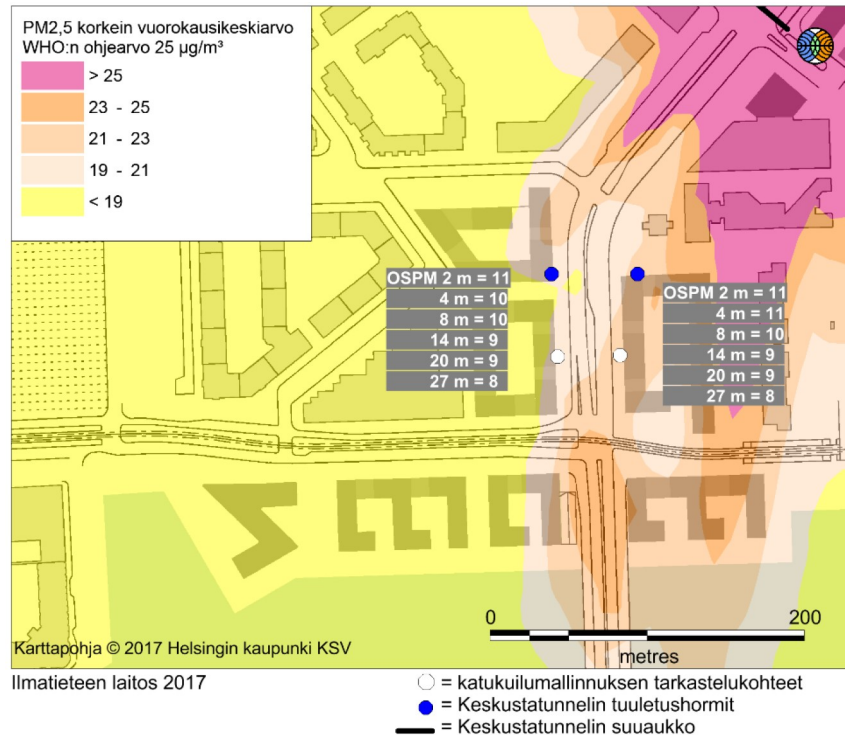 PM2,5 korkein vuorokausikeskiarvo
WHO:n ohjearvo 25 µg/m³
> 25
23 - 25
21 - 23
19 - 21
< 19
OSPM 2 m = 11
4 m = 10
8 m = 10
14 m = 9
20 m = 9
27 m = 8
OSPM 2 m = 11
4 m = 11
8 m = 10
14 m = 9
20 m = 9
27 m = 8
0 200
metres
Karttapohja © 2017 Helsingin kaupunki KSV
Ilmatieteen laitos 2017
= katukuilumallinnuksen tarkastelukohteet
= Keskustatunnelin tuuletushormit
= Keskustatunnelin suuaukko